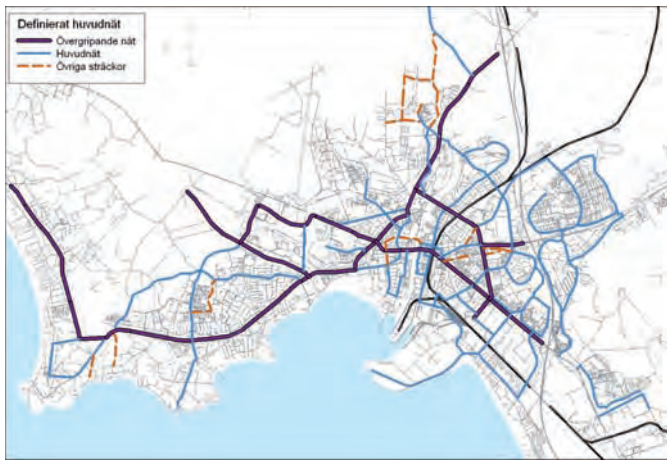 Definierat huvudnät
Övergripande nät
Huvudnät
Övriga sträckor